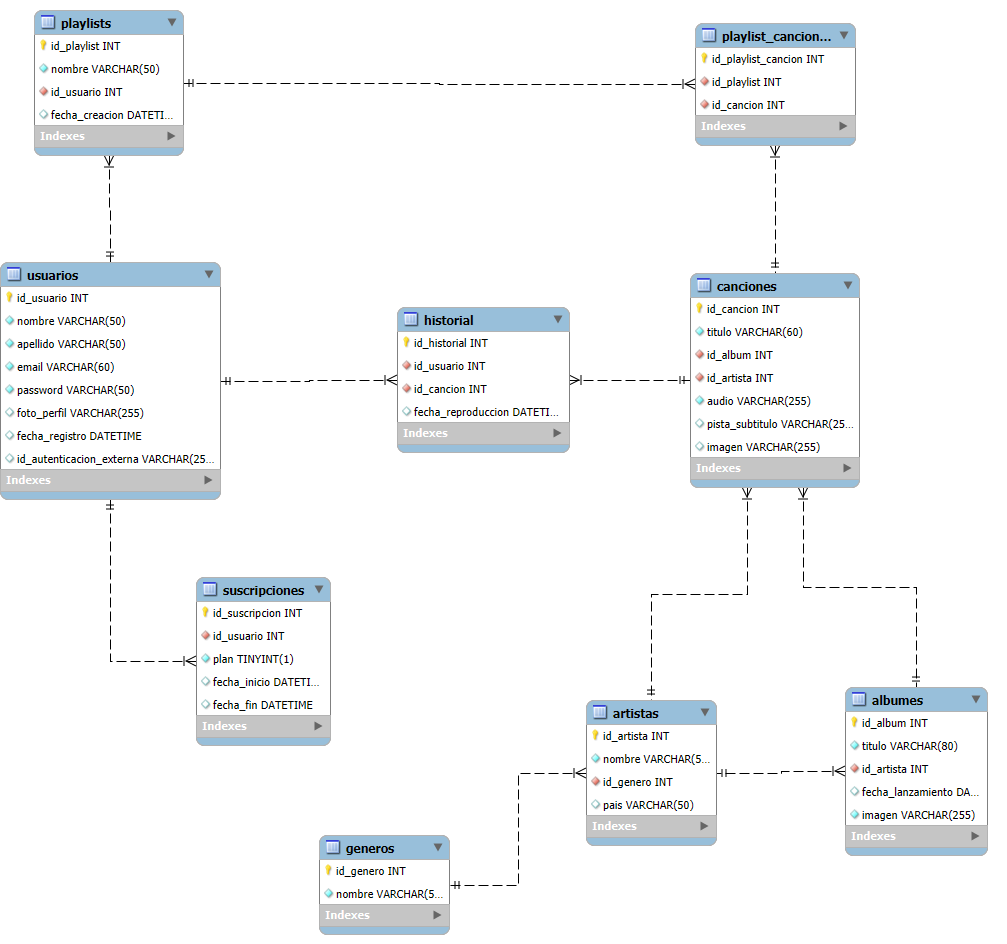 playlists
id_playlist INT
nombre VARCHAR(50)
id_usuario INT
fecha_creacion DATETI...
Indexes
playlist_cancion...
id_playlist_cancion INT
id_playlist INT
id_cancion INT
Indexes
usuarios
id_usuario INT
nombre VARCHAR(50)
apellido VARCHAR(50)
email VARCHAR(60)
password VARCHAR(50)
foto_perfil VARCHAR(255)
fecha_registro DATETIME
id_autenticacion_externa VARCHAR(25...
Indexes
historial
id_historial INT
id_usuario INT
id_cancion INT
fecha_reproduccion DATETI...
Indexes
canciones
id_cancion INT
titulo VARCHAR(60)
id_album INT
id_artista INT
audio VARCHAR(255)
pista_subtitulo VARCHAR(25...
imagen VARCHAR(255)
Indexes
suscripciones
id_suscripcion INT
id_usuario INT
plan TINYINT(1)
fecha_inicio DATETI...
fecha_fin DATETIME
Indexes
artistas
id_artista INT
nombre VARCHAR(5...
id_genero INT
pais VARCHAR(50)
Indexes
albumes
id_album INT
titulo VARCHAR(80)
id_artista INT
fecha_lanzamiento DA...
imagen VARCHAR(255)
Indexes
generos
id_genero INT
nombre VARCHAR(5...
Indexes